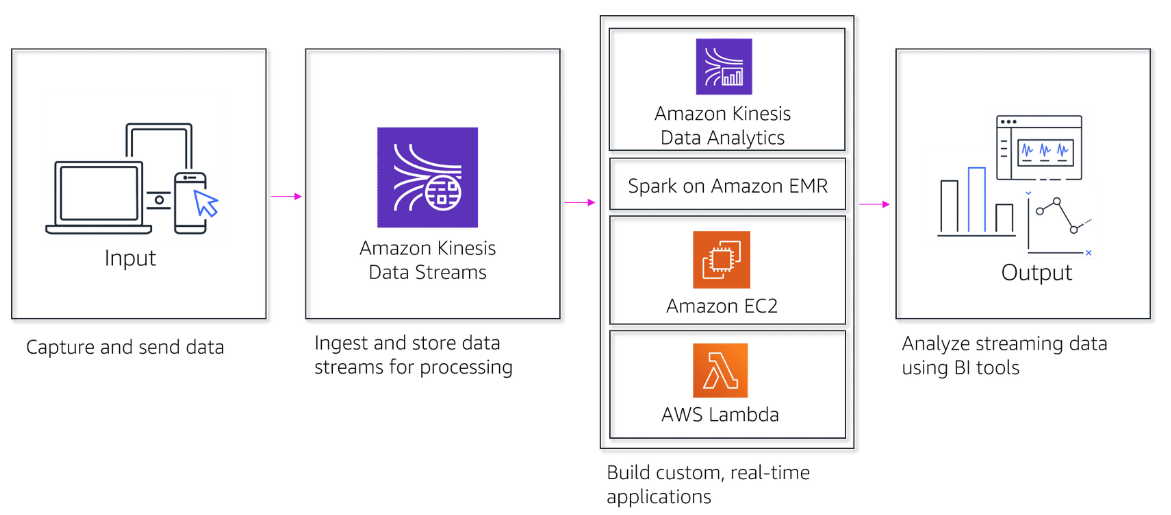 Input
Capture and send data
Amazon Kinesis
Data Streams
Ingest and store data
streams for processing
Amazon Kinesis
Data Analytics
Spark on Amazon EMR
Amazon EC2
AWS Lambda
Build custom, real-time
applications
Output
Analyze streaming data
using BI tools